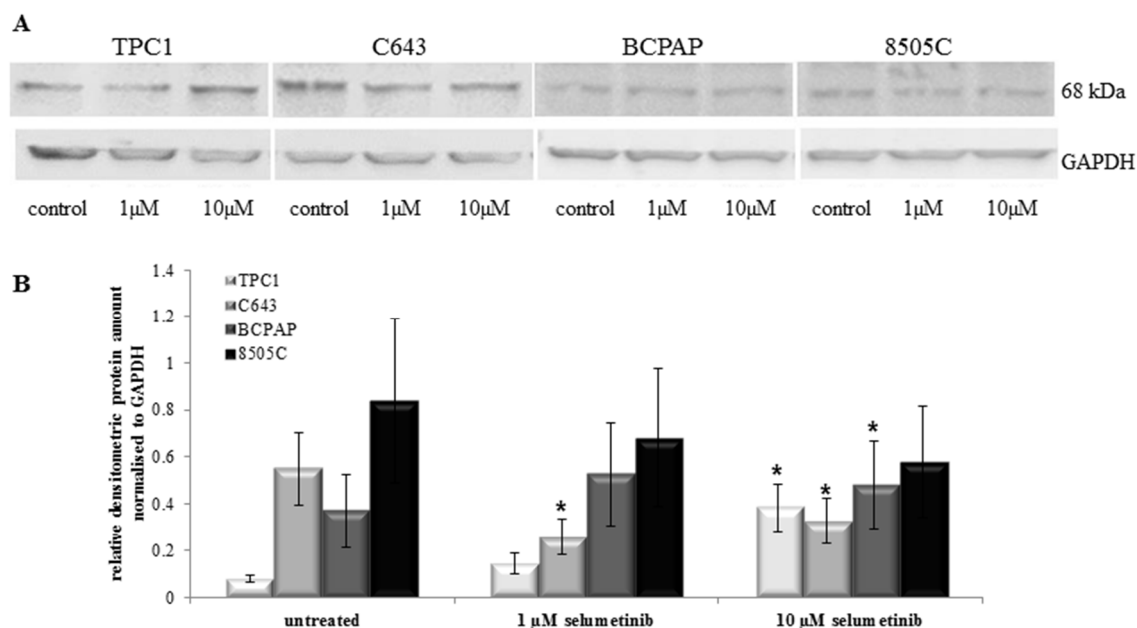 A
TPC1 C643 BCPAP 8505C
68 kDa
GAPDH
control 1µM 10µM control 1µM 10µM control 1µM 10µM control 1µM 10µM
B
relative densitometric protein amount
normalised to GAPDH
1.4
1.2
1
0.8
0.6
0.4
0.2
0
TPC1
C643
BCPAP
8505C
* * * *
untreated 1 µM selumetinib 10 µM selumetinib